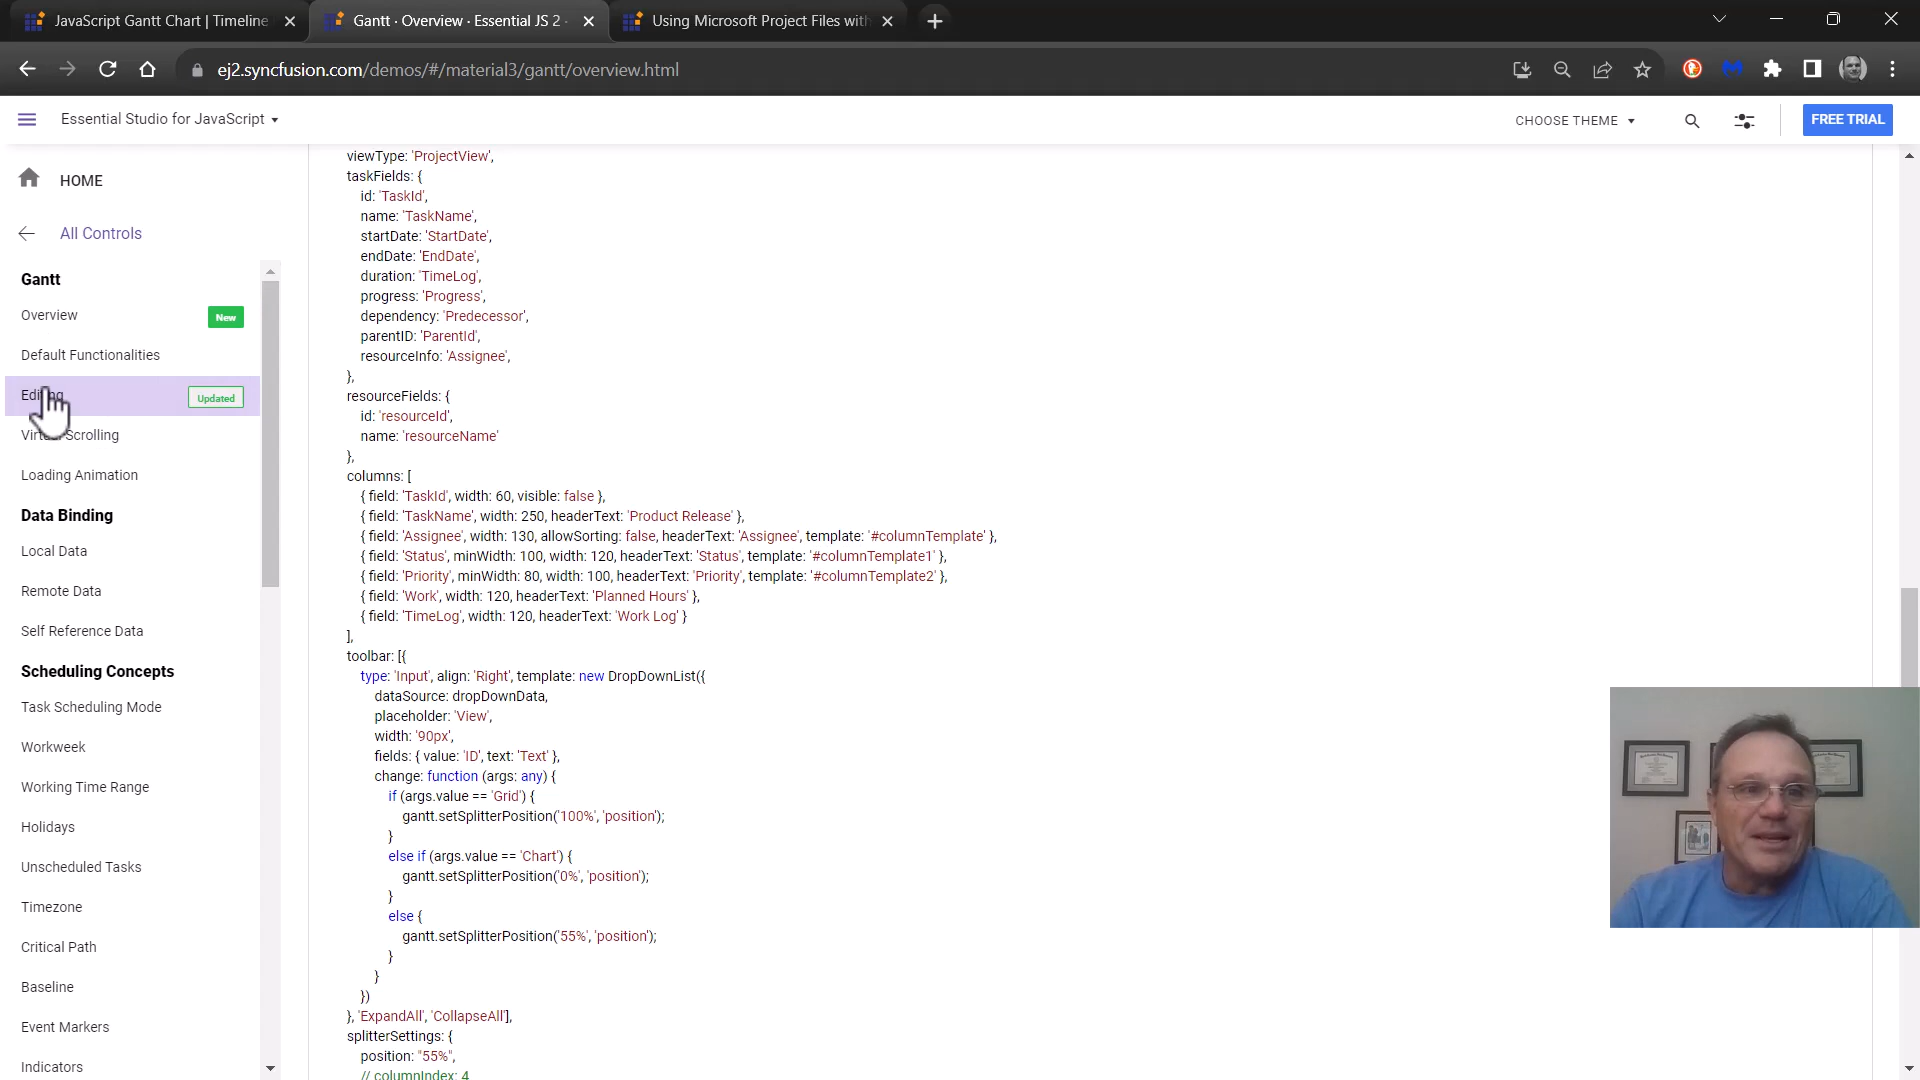 JavaScript Gantt Chart | Timeline
Gantt · Overview · Essential JS 2 ·
Using Microsoft Project Files with
ej2.syncfusion.com/demos/#/material3/gantt/overview.html
Essential Studio for JavaScript
CHOOSE THEME
FREE TRIAL
HOME
All Controls
Gantt
Overview
New
Default Functionalities
Editing
Updated
Virtual Scrolling
Loading Animation
Data Binding
Local Data
Remote Data
Self Reference Data
Scheduling Concepts
Task Scheduling Mode
Workweek
Working Time Range
Holidays
Unscheduled Tasks
Timezone
Critical Path
Baseline
Event Markers
Indicators
viewType: 'ProjectView',
taskFields: {
id: 'TaskId',
name: 'TaskName',
startDate: 'StartDate',
endDate: 'EndDate',
duration: 'TimeLog',
progress: 'Progress',
dependency: 'Predecessor',
parentID: 'ParentId',
resourceInfo: 'Assignee',
},
resourceFields: {
id: 'resourceId',
name: 'resourceName'
},
columns: [
{ field: 'TaskId', width: 60, visible: false },
{ field: 'TaskName', width: 250, headerText: 'Product Release' },
{ field: 'Assignee', width: 130, allowSorting: false, headerText: 'Assignee', template: '#columnTemplate' },
{ field: 'Status', minWidth: 100, width: 120, headerText: 'Status', template: '#columnTemplate1' },
{ field: 'Priority', minWidth: 80, width: 100, headerText: 'Priority', template: '#columnTemplate2' },
{ field: 'Work', width: 120, headerText: 'Planned Hours' },
{ field: 'TimeLog', width: 120, headerText: 'Work Log' }
],
toolbar: [{
type: 'Input', align: 'Right', template: new DropDownList({
dataSource: dropDownData,
placeholder: 'View',
width: '90px',
fields: { value: 'ID', text: 'Text' },
change: function (args: any) {
if (args.value == 'Grid') {
gantt.setSplitterPosition('100%', 'position');
}
else if (args.value == 'Chart') {
gantt.setSplitterPosition('0%', 'position');
}
else {
gantt.setSplitterPosition('55%', 'position');
}
}
})
}, 'ExpandAll', 'CollapseAll'],
splitterSettings: {
position: "55%",
// columnIndex: 4